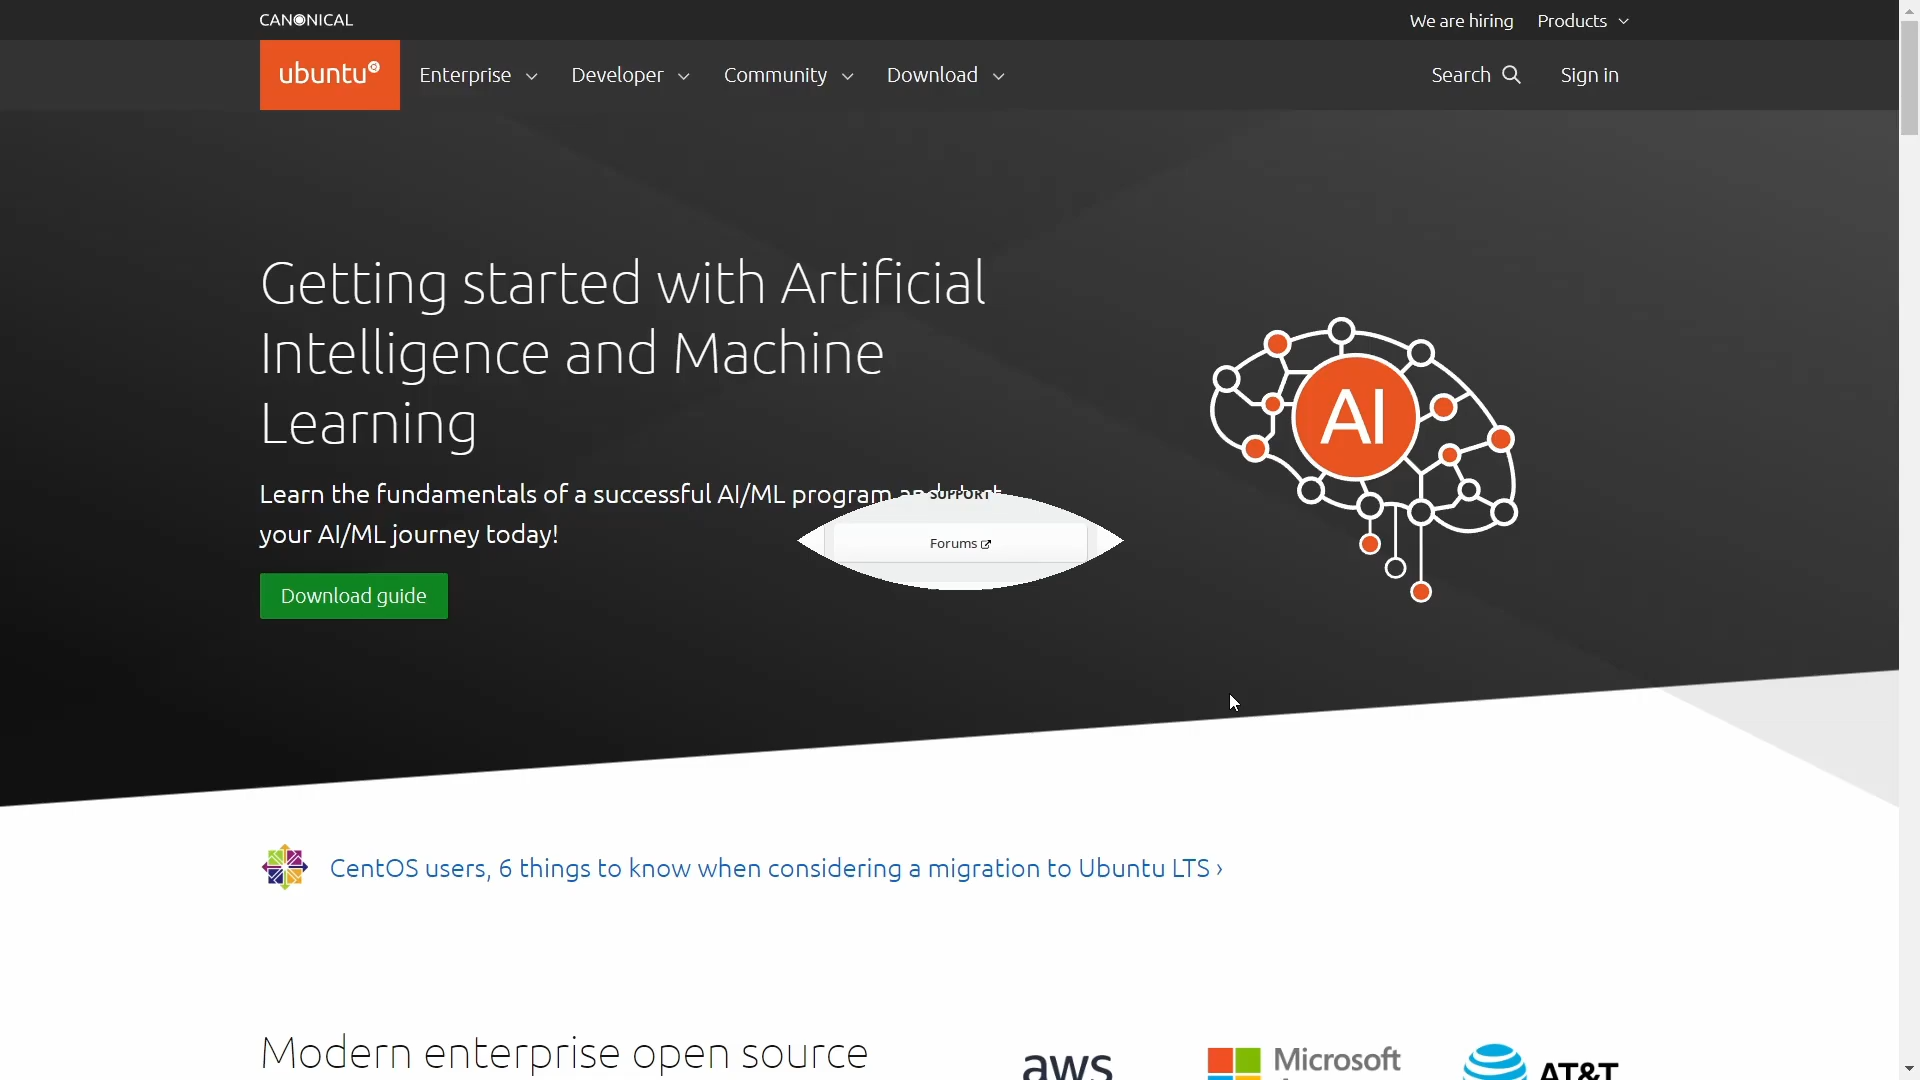 CANONICAL
We are hiring
Products
ubuntu
Enterprise
Developer
Community
Download
Search
Sign in
Getting started with Artificial
Intelligence and Machine
Learning
AI
Learn the fundamentals of a successful AI/ML program and start
your AI/ML journey today!
SUPPORT
Forums
Download guide
CentOS users, 6 things to know when considering a migration to Ubuntu LTS ›
Modern enterprise open source
aws
Microsoft
AT&T